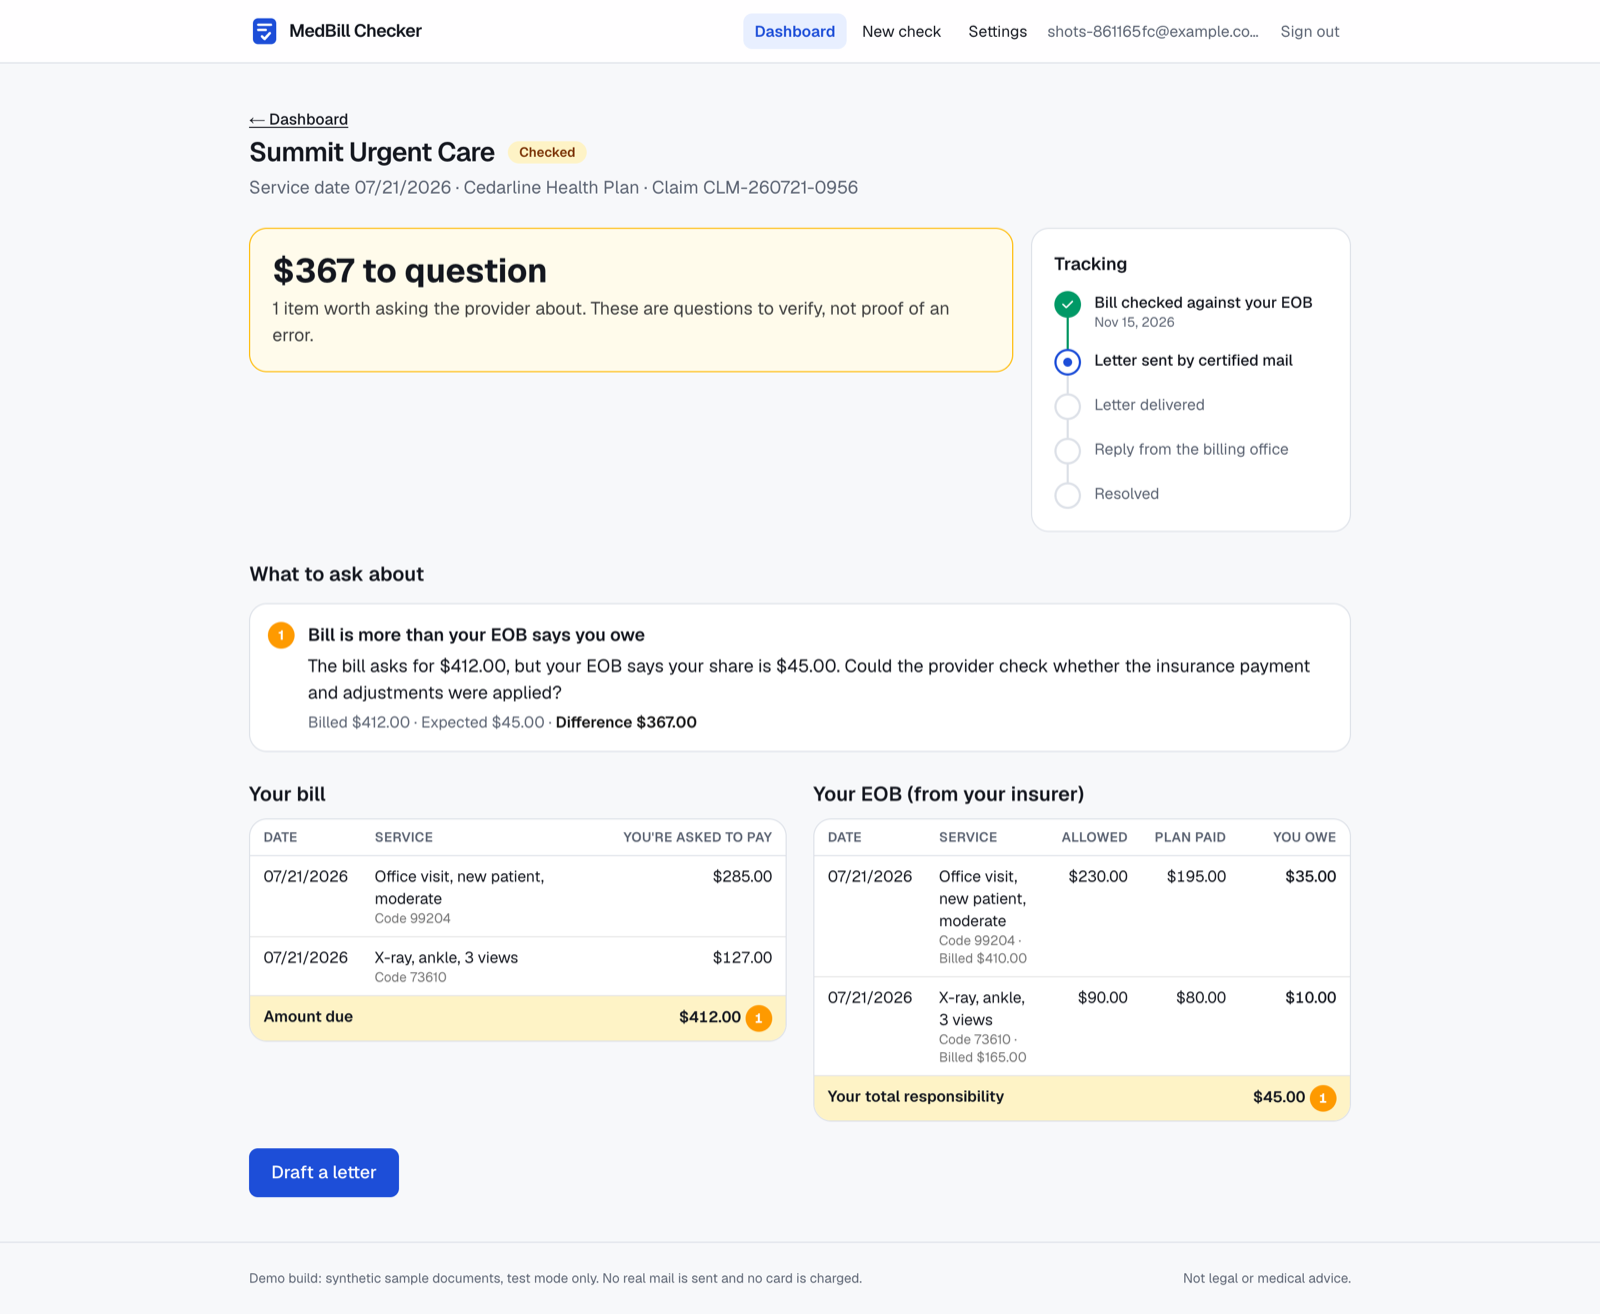 MedBill Checker
Dashboard
New check
Settings
shots-861165fc@example.co...
Sign out
← Dashboard
Summit Urgent Care
Checked
Service date 07/21/2026 · Cedarline Health Plan · Claim CLM-260721-0956
$367 to question
1 item worth asking the provider about. These are questions to verify, not proof of an
error.
Tracking
Bill checked against your EOB
Nov 15, 2026
Letter sent by certified mail
Letter delivered
Reply from the billing office
Resolved
What to ask about
1
Bill is more than your EOB says you owe
The bill asks for $412.00, but your EOB says your share is $45.00. Could the provider check whether the insurance payment
and adjustments were applied?
Billed $412.00 · Expected $45.00 · Difference $367.00
Your bill
DATE SERVICE YOU'RE ASKED TO PAY
07/21/2026 Office visit, new patient, $285.00
moderate
Code 99204
07/21/2026 X-ray, ankle, 3 views $127.00
Code 73610
Amount due $412.00 1
Your EOB (from your insurer)
DATE SERVICE ALLOWED PLAN PAID YOU OWE
07/21/2026 Office visit, $230.00 $195.00 $35.00
new patient,
moderate
Code 99204 ·
Billed $410.00
07/21/2026 X-ray, ankle, $90.00 $80.00 $10.00
3 views
Code 73610 ·
Billed $165.00
Your total responsibility $45.00 1
Draft a letter
Demo build: synthetic sample documents, test mode only. No real mail is sent and no card is charged.
Not legal or medical advice.